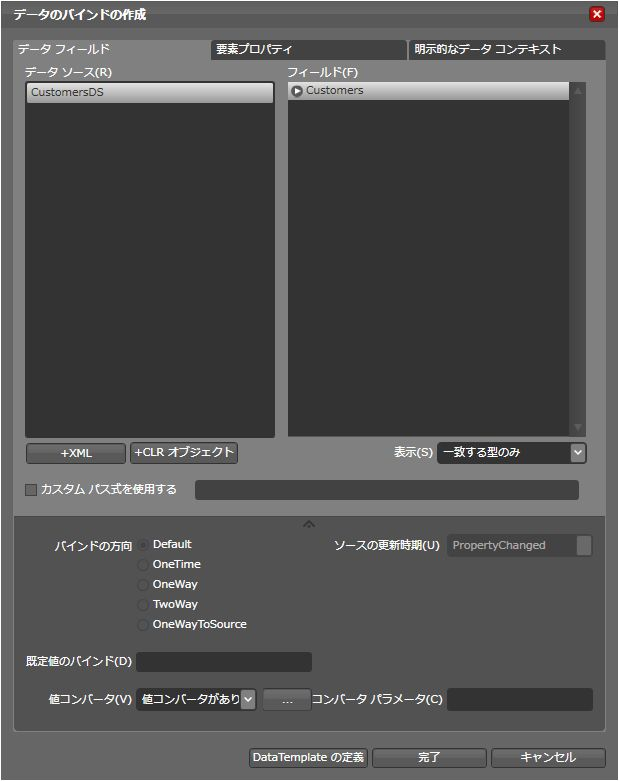 データのバインドの作成
データ フィールド
要素プロパティ
明示的なデータ コンテキスト
データ ソース(R)
フィールド(F)
CustomersDS
Customers
+XML
+CLR オブジェクト
表示(S)
一致する型のみ
カスタム パス式を使用する
バインドの方向
Default
ソースの更新時期(U)
PropertyChanged
OneTime
OneWay
TwoWay
OneWayToSource
既定値のバインド(D)
値コンバータ(V)
値コンバータがあり
...
コンバータ パラメータ(C)
DataTemplate の定義
完了
キャンセル